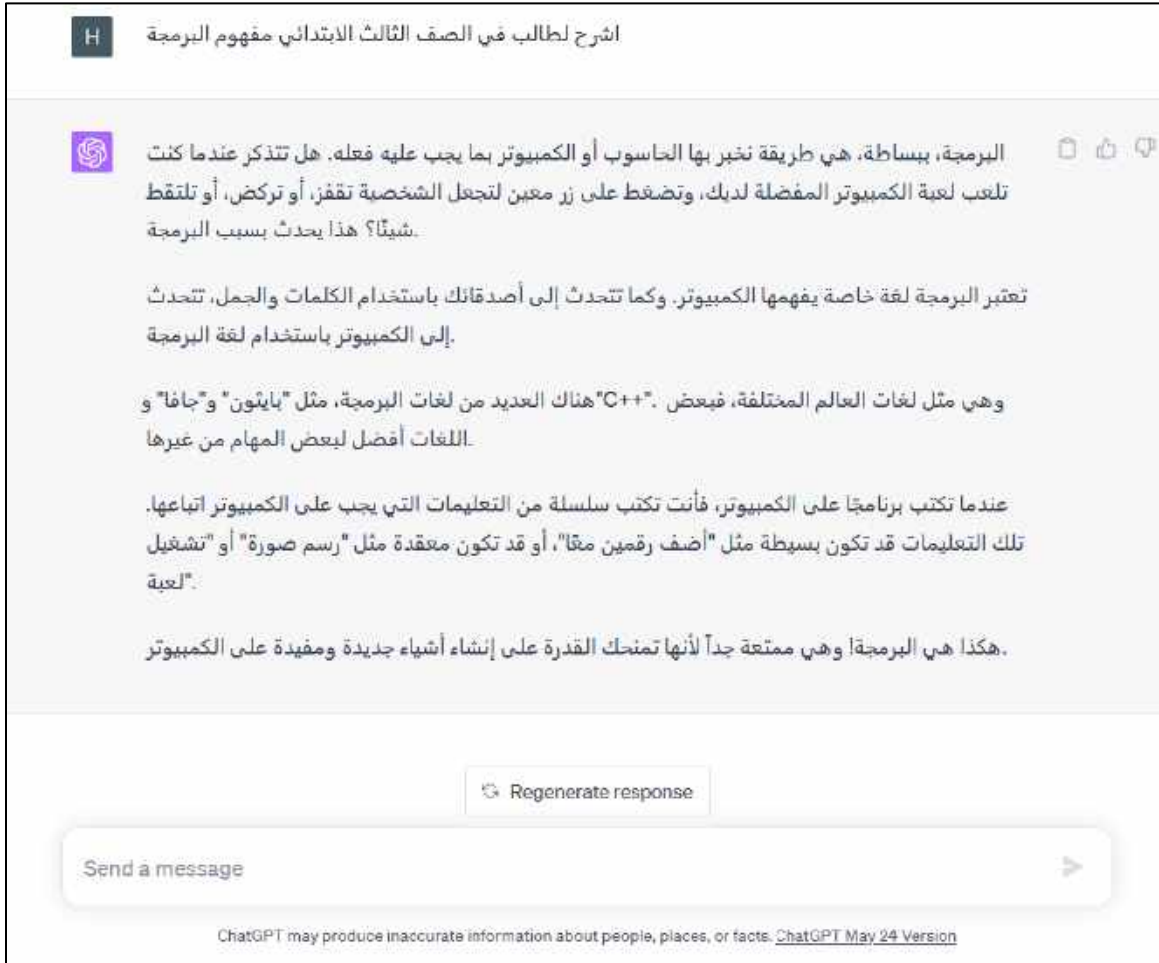 H
اشرح لطالب في الصف الثالث الابتدائي مفهوم البرمجة
البرمجة، ببساطة، هي طريقة نخبر بها الحاسوب أو الكمبيوتر بما يجب عليه فعله. هل تتذكر عندما كنت
تلعب لعبة الكمبيوتر المفضلة لديك، وتضغط على زر معين لتجعل الشخصية تقفز، أو تركض، أو تلتقط
شيئًا؟ هذا يحدث بسبب البرمجة.
تعتبر البرمجة لغة خاصة يفهمها الكمبيوتر. وكما تتحدث إلى أصدقائك باستخدام الكلمات والجمل، تتحدث
إلى الكمبيوتر باستخدام لغة البرمجة.
هناك العديد من لغات البرمجة، مثل "بايثون" و"جافا" و"C++". وهي مثل لغات العالم المختلفة، فبعض
اللغات أفضل لبعض المهام من غيرها.
عندما تكتب برنامجًا على الكمبيوتر، فأنت تكتب سلسلة من التعليمات التي يجب على الكمبيوتر اتباعها.
تلك التعليمات قد تكون بسيطة مثل "أضف رقمين معًا"، أو قد تكون معقدة مثل "رسم صورة" أو "تشغيل
لعبة".
هكذا هي البرمجة! وهي ممتعة جداً لأنها تمنحك القدرة على إنشاء أشياء جديدة ومفيدة على الكمبيوتر.
Regenerate response
Send a message
ChatGPT may produce inaccurate information about people, places, or facts. ChatGPT May 24 Version